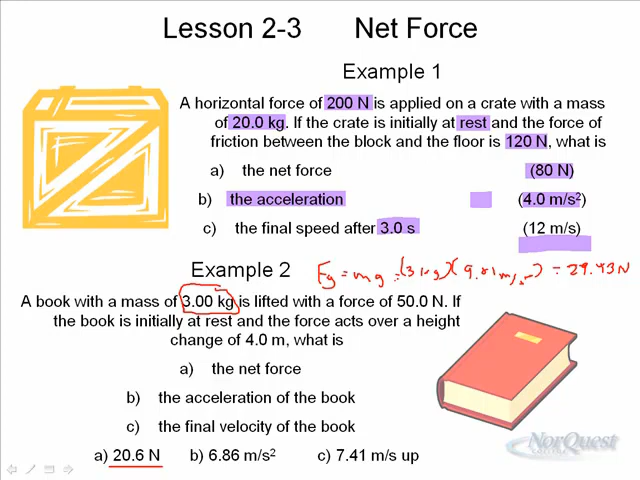 Lesson 2-3 Net Force
Example 1
A horizontal force of 200 N is applied on a crate with a mass
of 20.0 kg. If the crate is initially at rest and the force of
friction between the block and the floor is 120 N, what is
a) the net force (80 N)
b) the acceleration (4.0 m/s²)
c) the final speed after 3.0 s (12 m/s)
Example 2 Fg = mg = (3 kg)(9.81 m/s²) = 29.43 N
A book with a mass of 3.00 kg is lifted with a force of 50.0 N. If
the book is initially at rest and the force acts over a height
change of 4.0 m, what is
a) the net force
b) the acceleration of the book
c) the final velocity of the book
a) 20.6 N b) 6.86 m/s² c) 7.41 m/s up
NorQuest